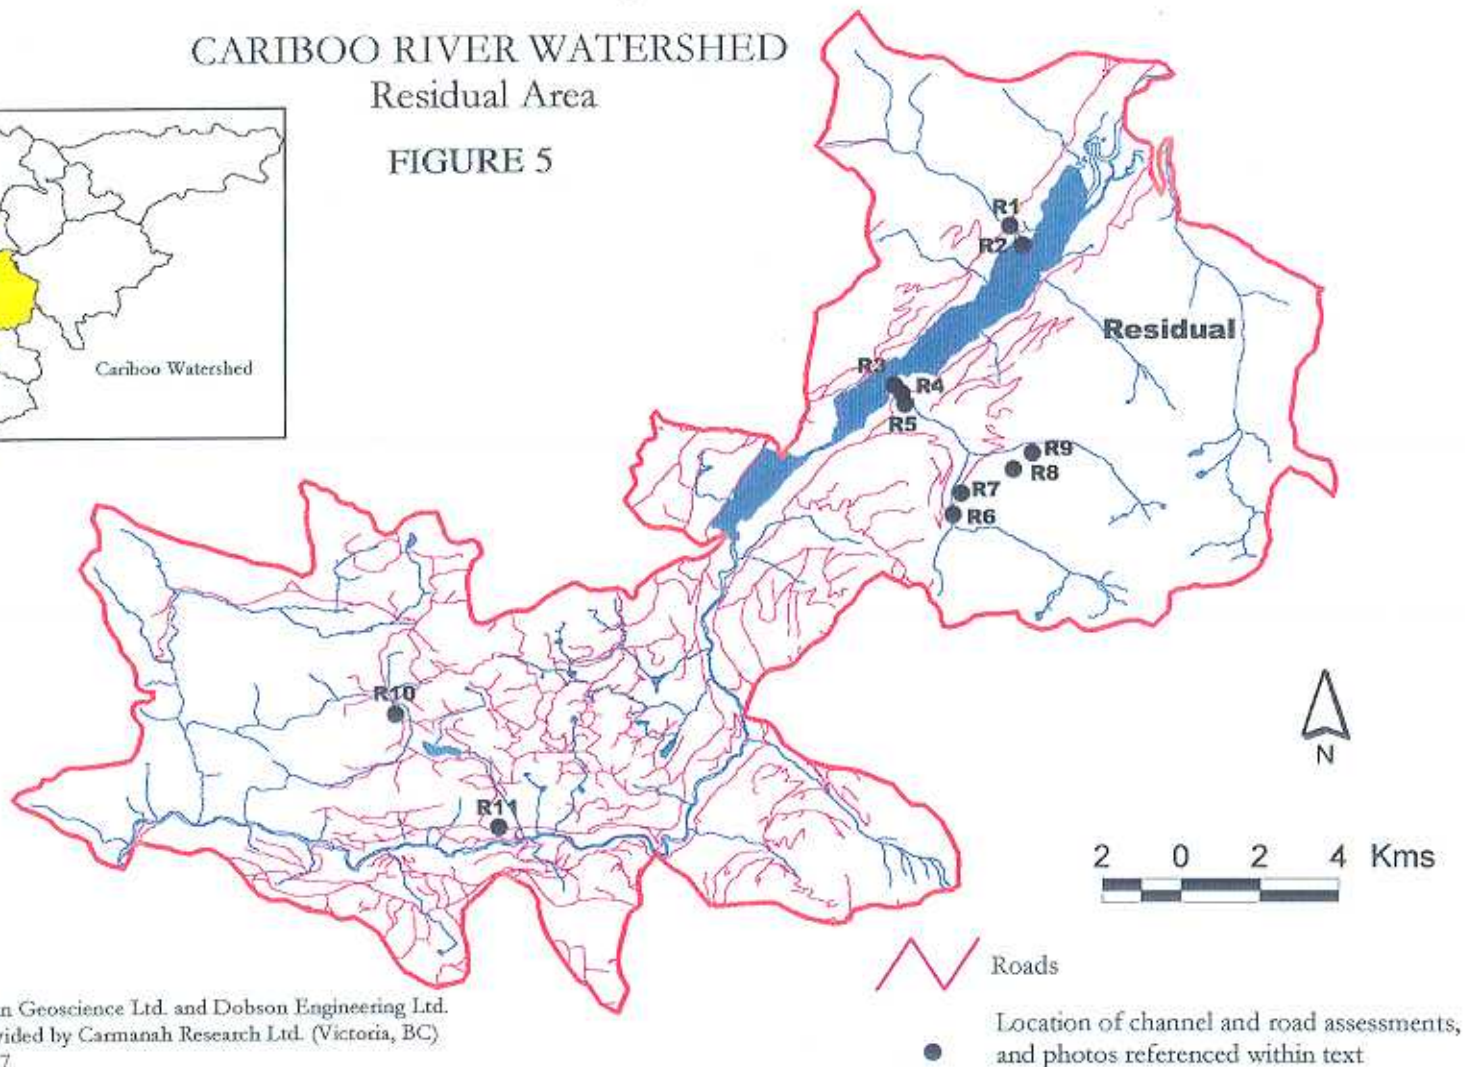 CARIBOO RIVER WATERSHED
Residual Area
FIGURE 5
Cariboo Watershed
R1
R2
Residual
R3
R4
R5
R9
R8
R7
R6
R10
R11
N
2 0 2 4 Kms
Roads
Location of channel and road assessments,
and photos referenced within text
n Geoscience Ltd. and Dobson Engineering Ltd.
vided by Carmanah Research Ltd. (Victoria, BC)
7